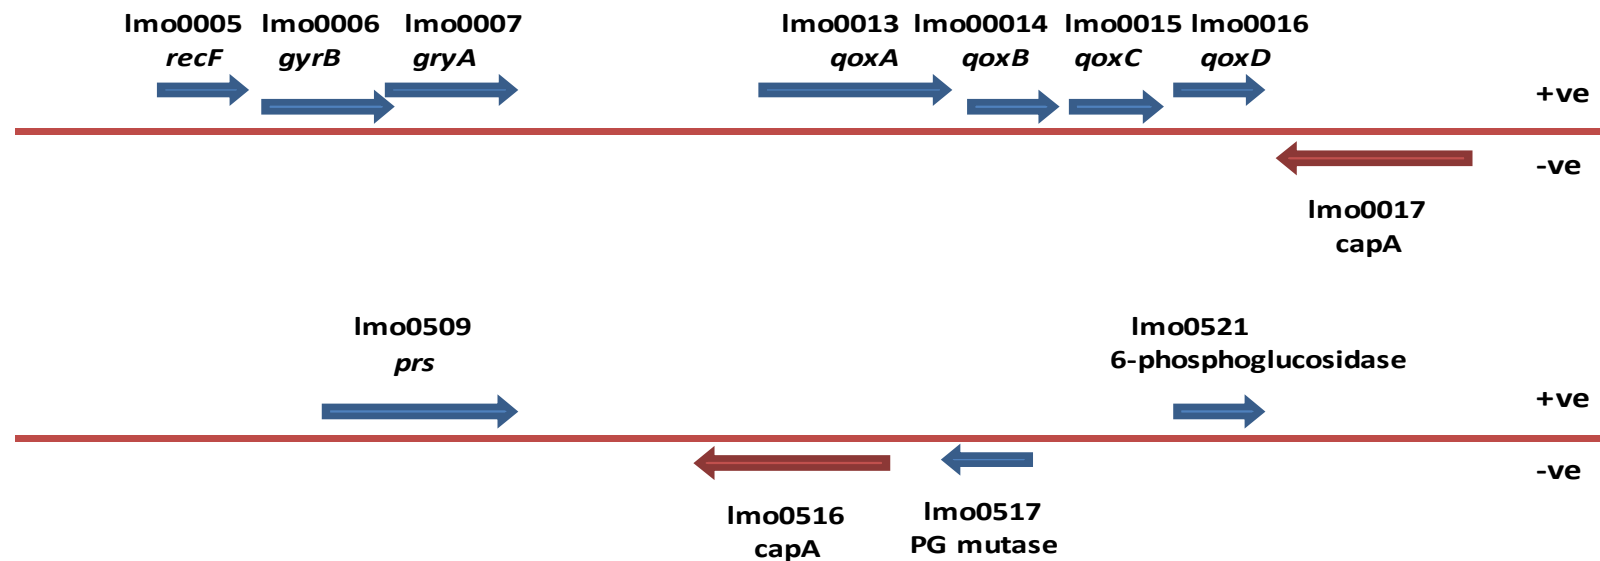 lmo0005 lmo0006 lmo0007 lmo0013 lmo00014 lmo0015 lmo0016
recF gyrB gryA qoxA qoxB qoxC qoxD
+ve
-ve
lmo0017
capA
lmo0509 lmo0521
prs 6-phosphoglucosidase
+ve
-ve
lmo0516 lmo0517
capA PG mutase